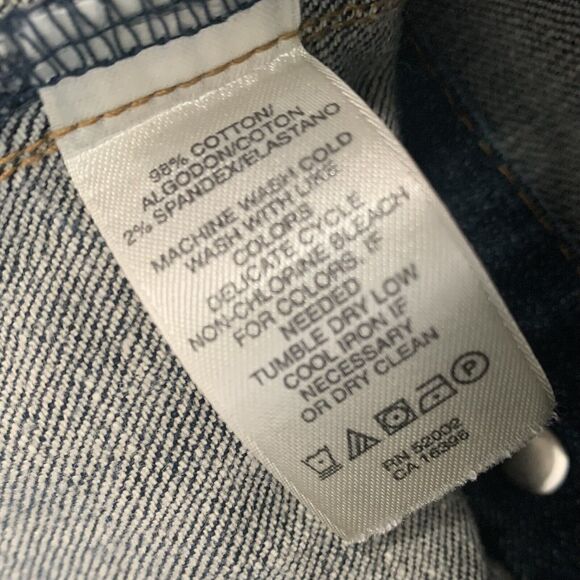 98% COTTON/
ALGODON/COTON
2% SPANDEX/ELASTANO
MACHINE WASH COLD
WASH WITH LIKE
COLORS
DELICATE CYCLE
NON-CHLORINE BLEACH
FOR COLORS, IF
NEEDED
TUMBLE DRY LOW
COOL IRON IF
NECESSARY
OR DRY CLEAN
P
RN 52002
CA 16396